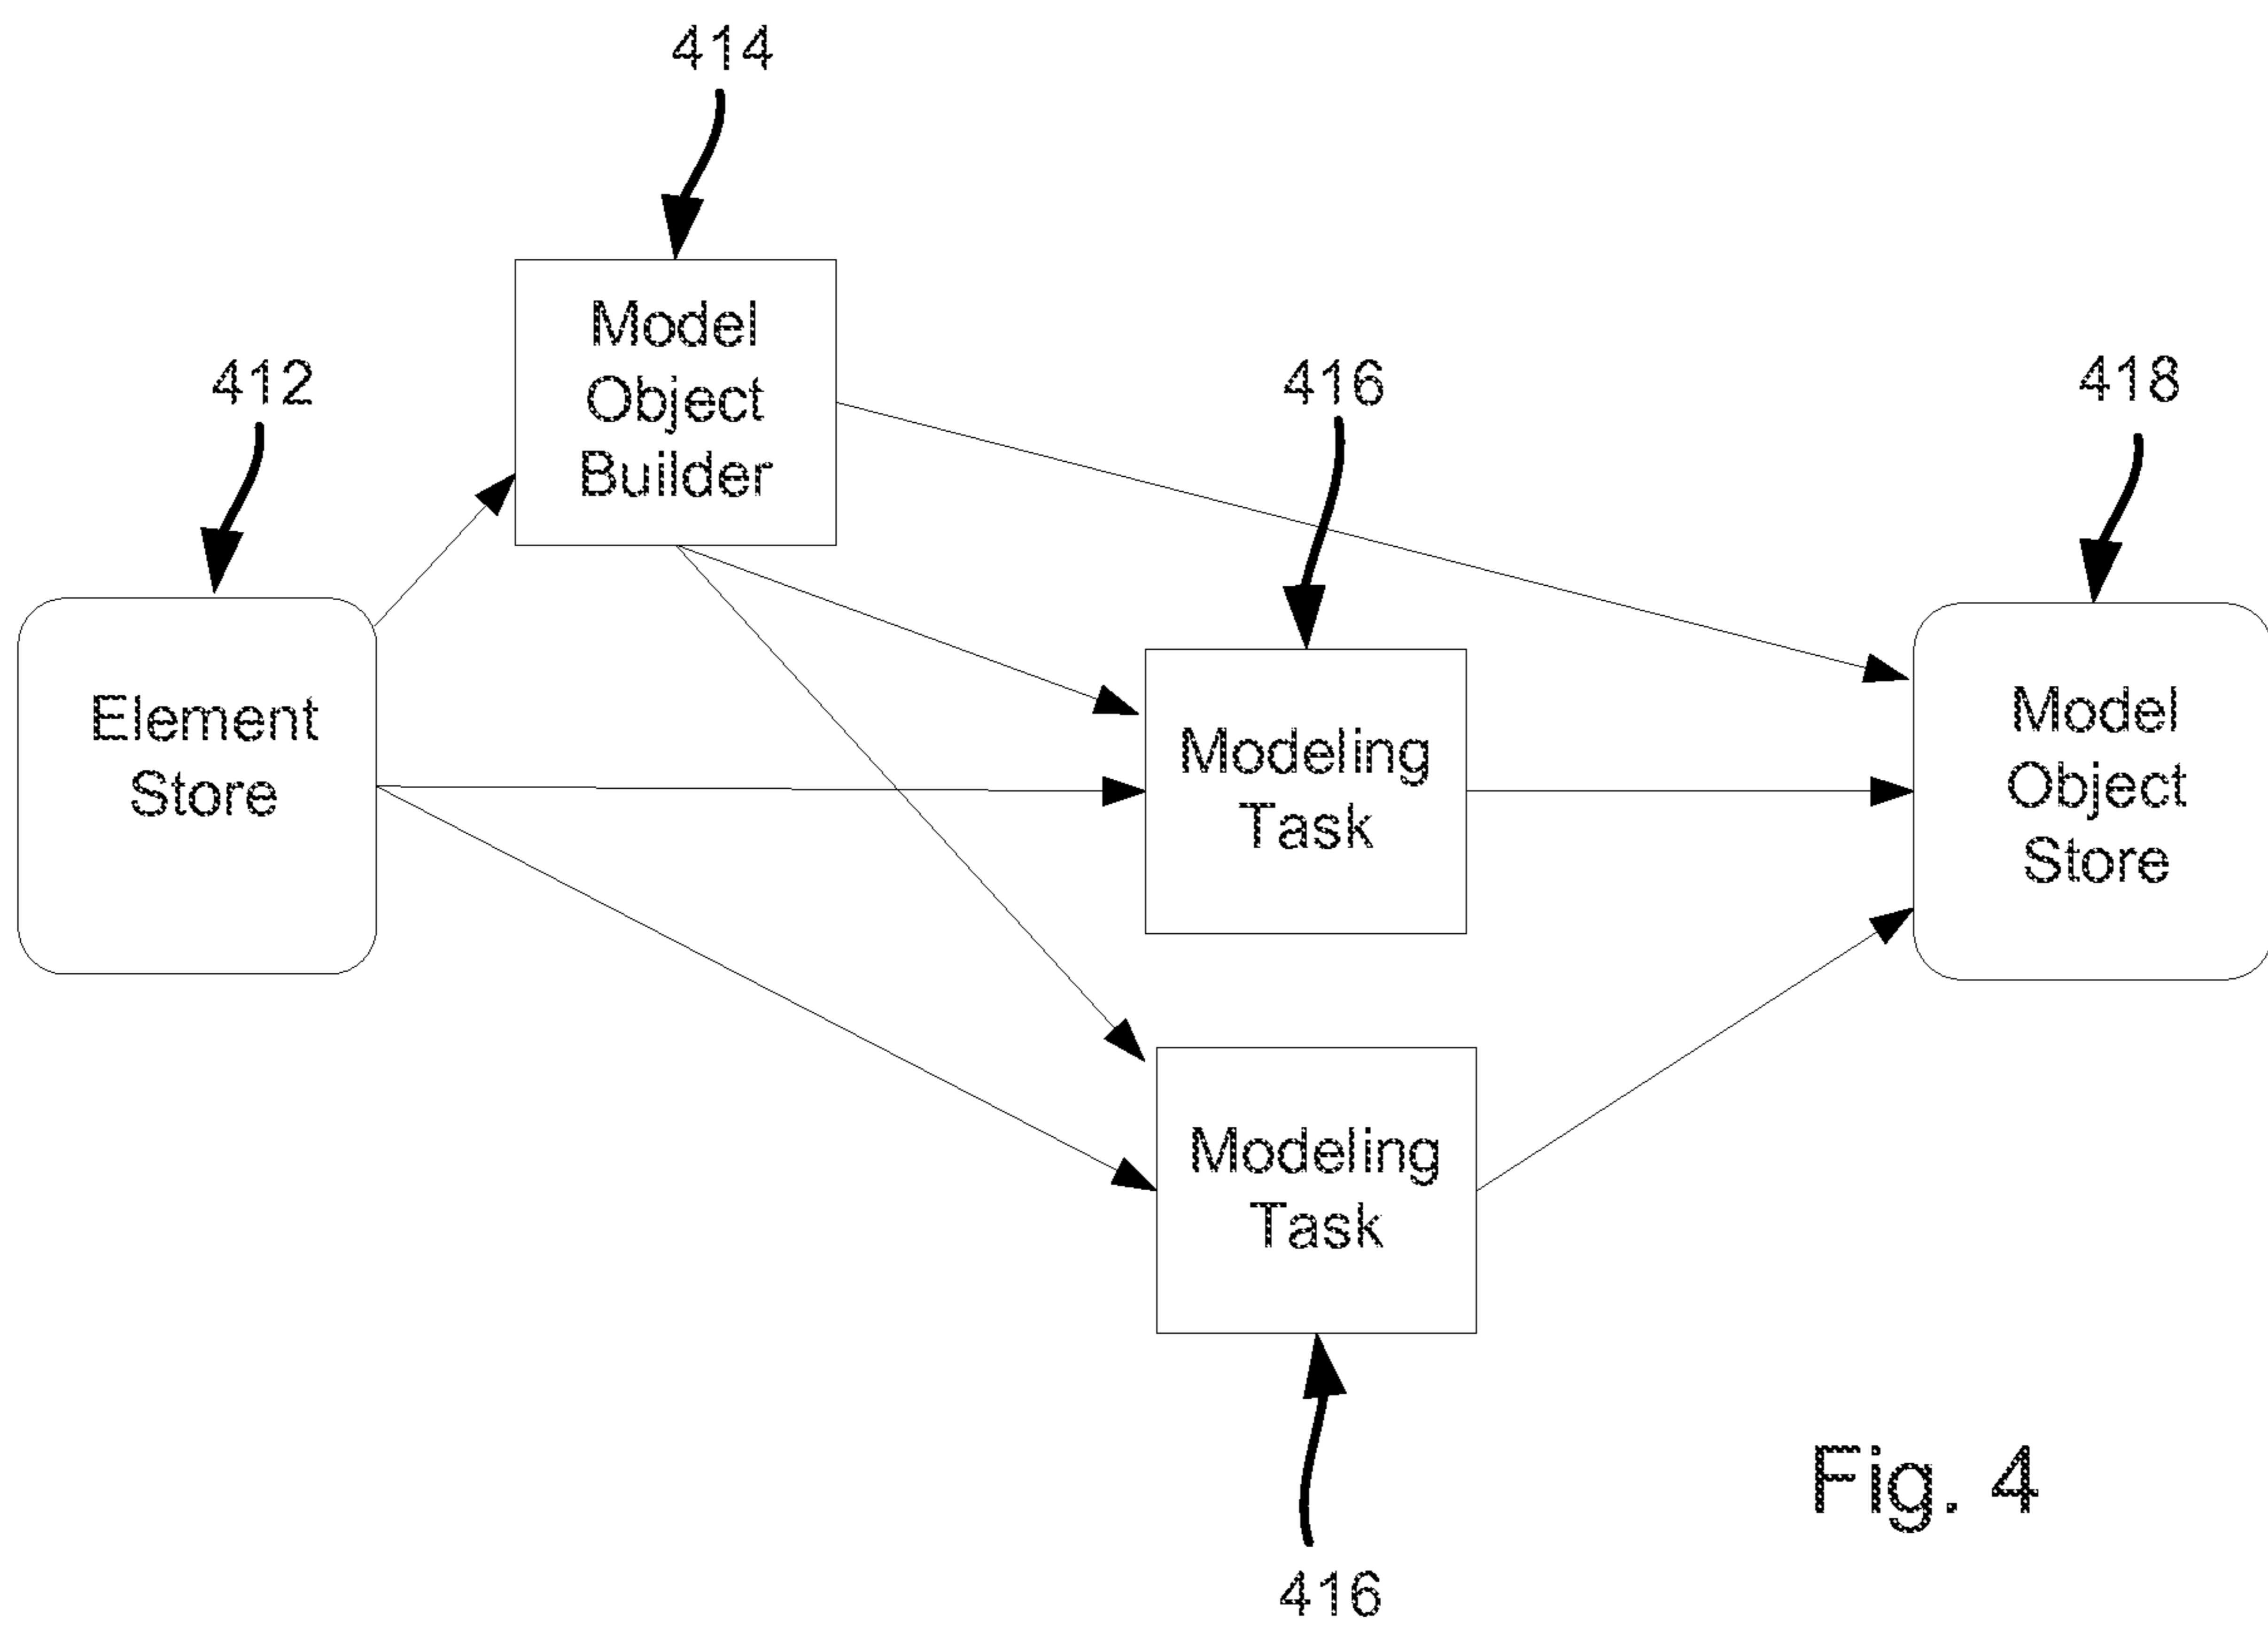 414
Model
Object
Builder
412
416
418
Element
Store
Modeling
Task
Model
Object
Store
Modeling
Task
416
Fig. 4